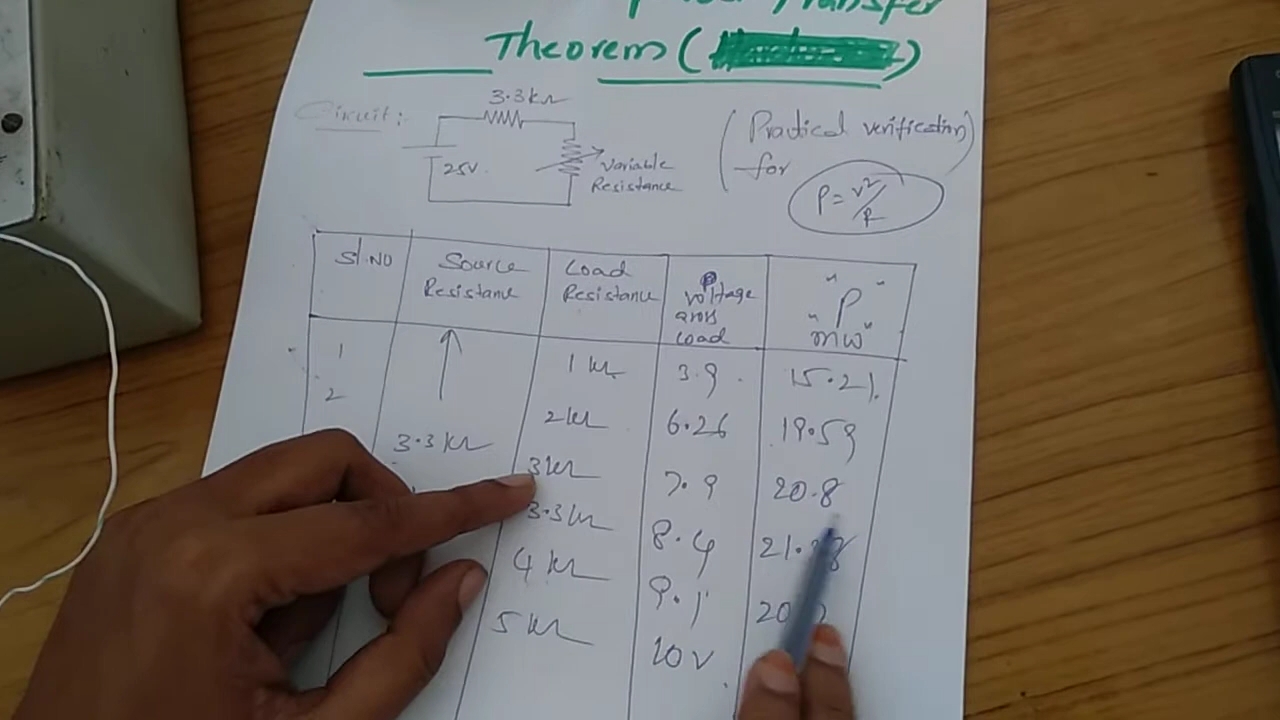 Transfer
Theorem (
3.3kΩ
Circuit:
25V.
Variable
Resistance
(Practical verification)
for
P=V²/R
Sl.NO
Source
Resistance
Load
Resistance
Voltage
across
Load
"P"
"mW"
1
1kΩ
3.9
15.21
2
2kΩ
6.26
19.59
3.3kΩ
3kΩ
7.9
20.8
3.3kΩ
8.4
4kΩ
9.1
5kΩ
10V